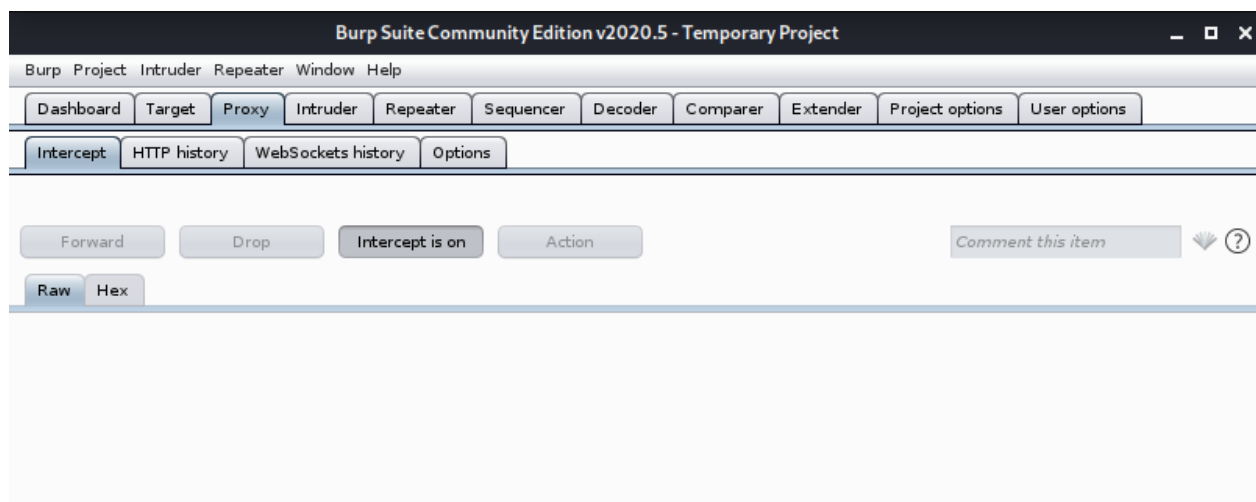 Burp Suite Community Edition v2020.5 - Temporary Project
Burp Project Intruder Repeater Window Help
Dashboard Target Proxy Intruder Repeater Sequencer Decoder Comparer Extender Project options User options
Intercept HTTP history WebSockets history Options
Forward Drop Intercept is on Action Comment this item ?
Raw Hex